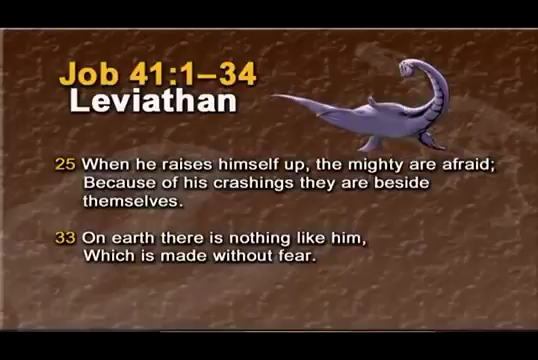 Job 41:1–34
Leviathan
25 When he raises himself up, the mighty are afraid;
Because of his crashings they are beside
themselves.
33 On earth there is nothing like him,
Which is made without fear.